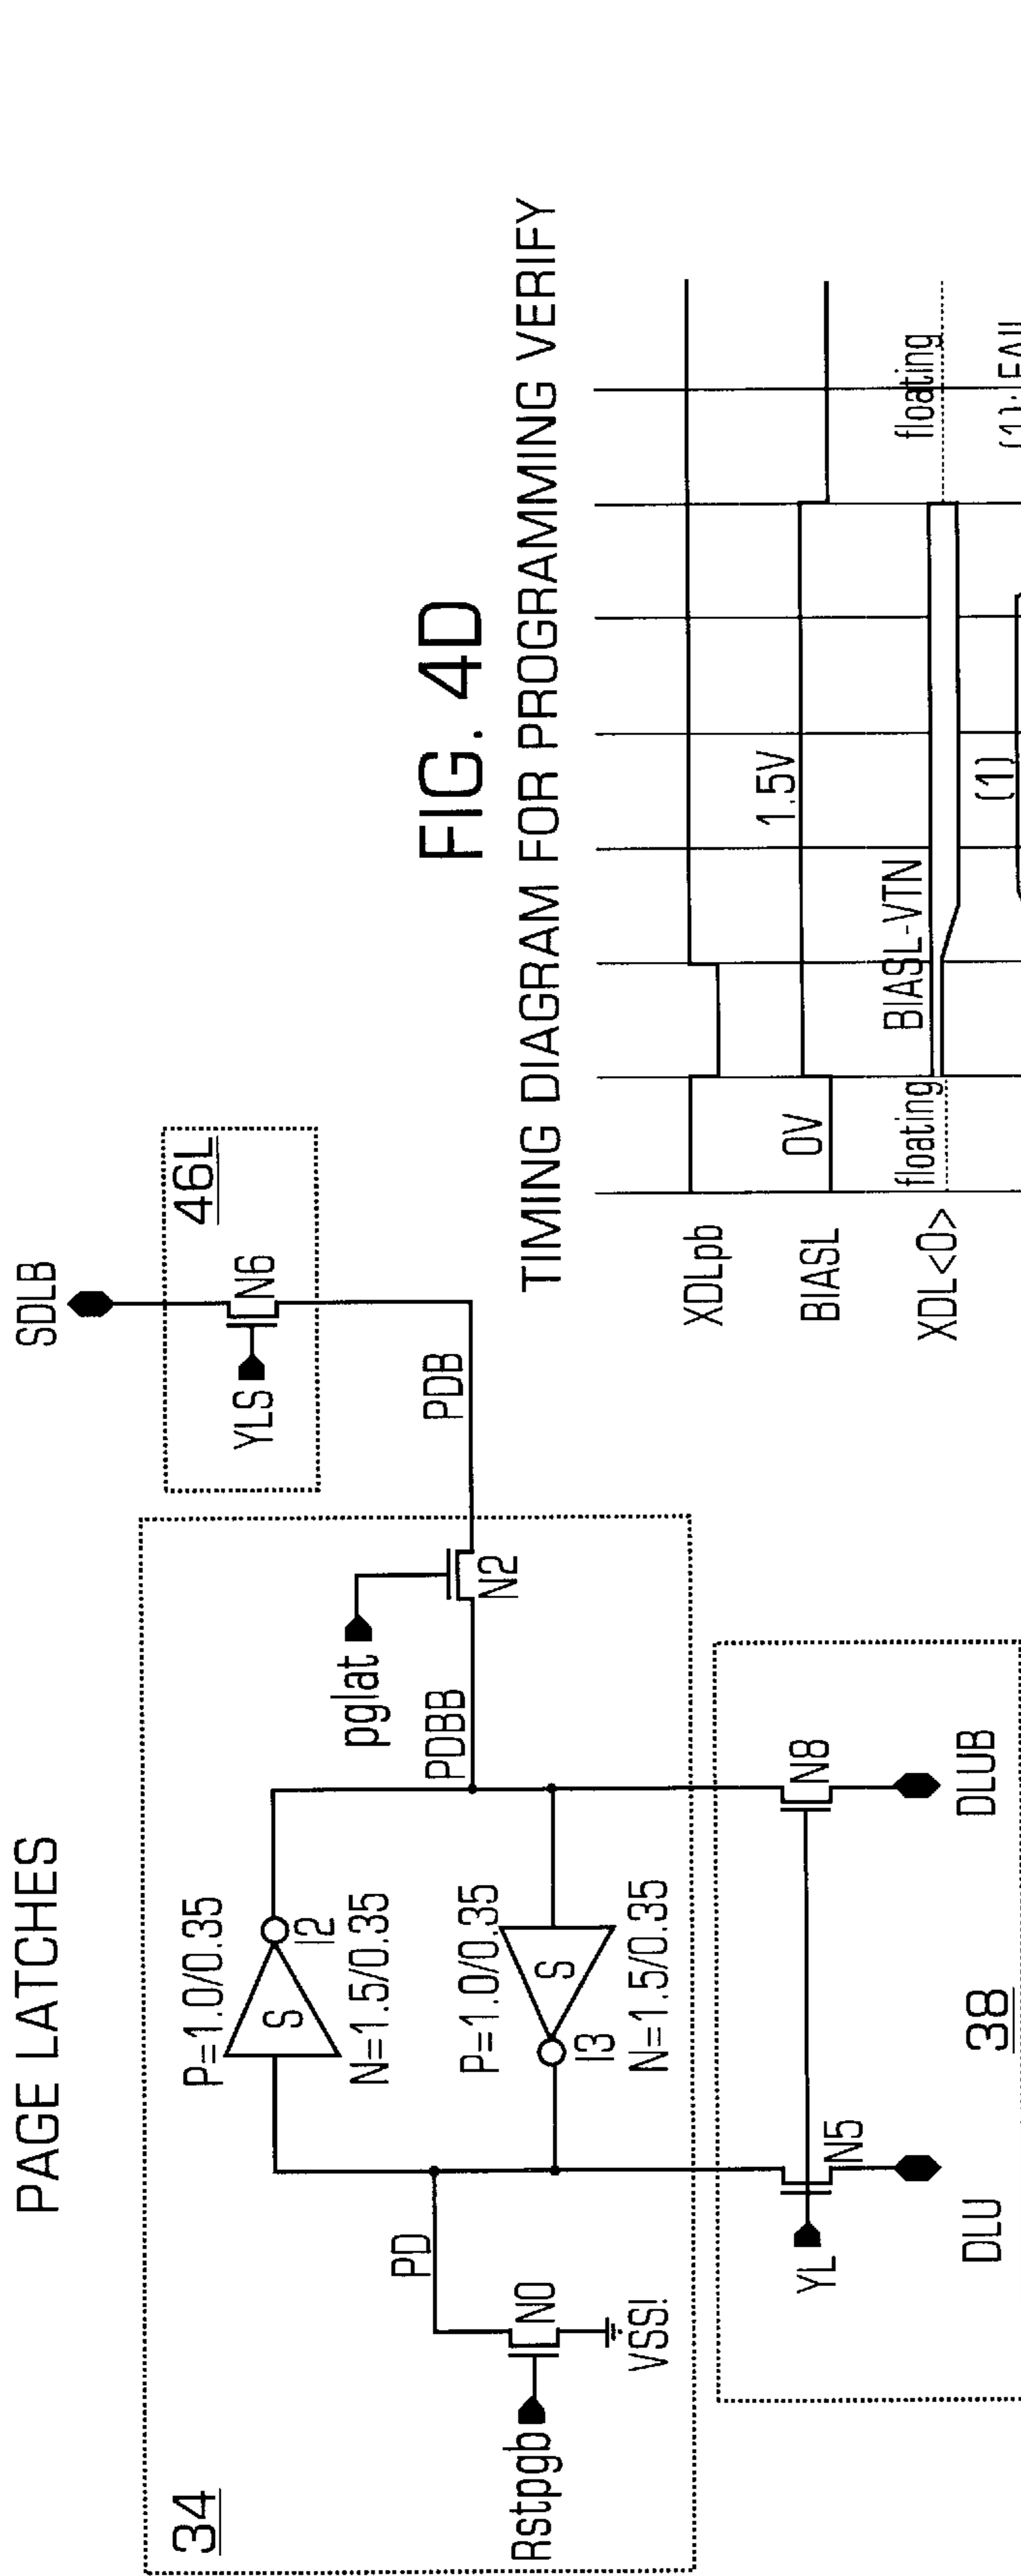 PAGE LATCHES
34
Rstpgb
N0
VSS!
PD
P=1.0/0.35
S
I2
N=1.5/0.35
P=1.0/0.35
S
I3
N=1.5/0.35
PDBB
pglat
N2
PDB
YL
N5
DLU
38
N8
DLUB
46L
YLS
N6
SDLB
FIG. 4D
TIMING DIAGRAM FOR PROGRAMMING VERIFY
XDLpb
BIASL
0V
1.5V
XDL<0>
floating
BIASL-VTN
floating
(1)